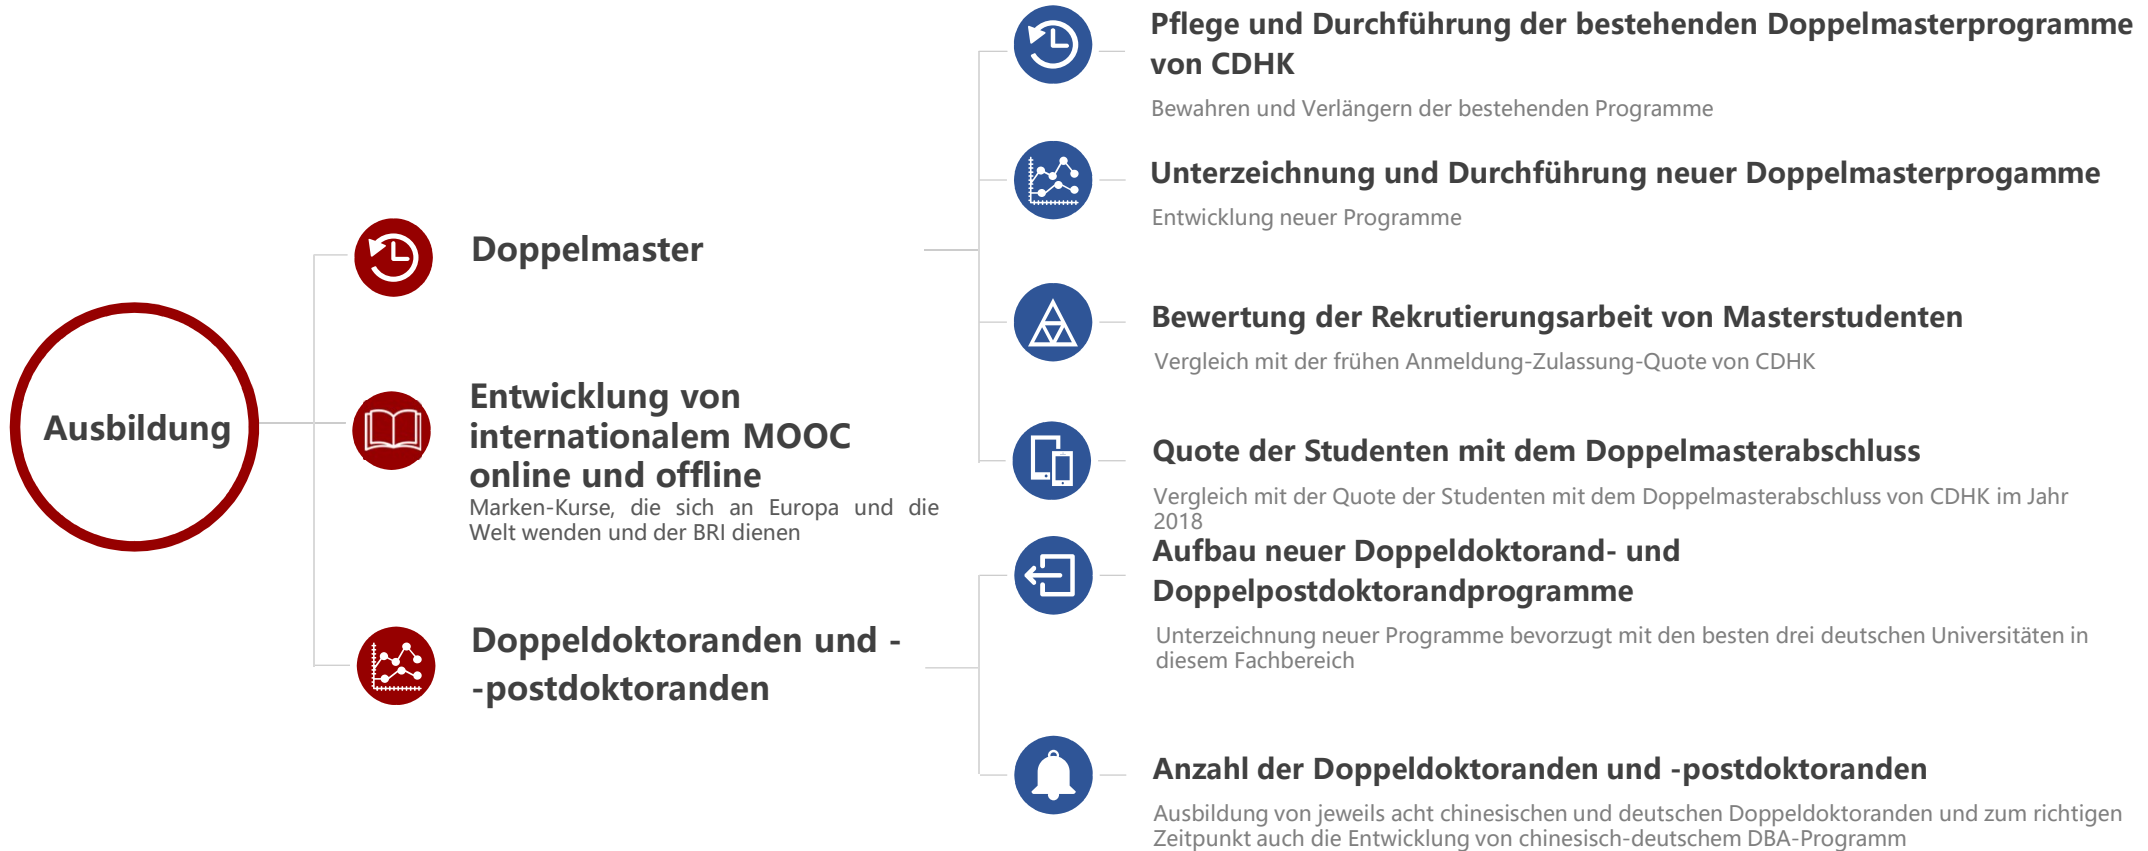 Ausbildung
Doppelmaster
Entwicklung von
internationalem MOOC
online und offline
Marken-Kurse, die sich an Europa und die
Welt wenden und der BRI dienen
Doppeldoktoranden und -
-postdoktoranden
Pflege und Durchführung der bestehenden Doppelmasterprogramme
von CDHK
Bewahren und Verlängern der bestehenden Programme
Unterzeichnung und Durchführung neuer Doppelmasterprogamme
Entwicklung neuer Programme
Bewertung der Rekrutierungsarbeit von Masterstudenten
Vergleich mit der frühen Anmeldung-Zulassung-Quote von CDHK
Quote der Studenten mit dem Doppelmasterabschluss
Vergleich mit der Quote der Studenten mit dem Doppelmasterabschluss von CDHK im Jahr
2018
Aufbau neuer Doppeldoktorand- und
Doppelpostdoktorandprogramme
Unterzeichnung neuer Programme bevorzugt mit den besten drei deutschen Universitäten in
diesem Fachbereich
Anzahl der Doppeldoktoranden und -postdoktoranden
Ausbildung von jeweils acht chinesischen und deutschen Doppeldoktoranden und zum richtigen
Zeitpunkt auch die Entwicklung von chinesisch-deutschem DBA-Programm